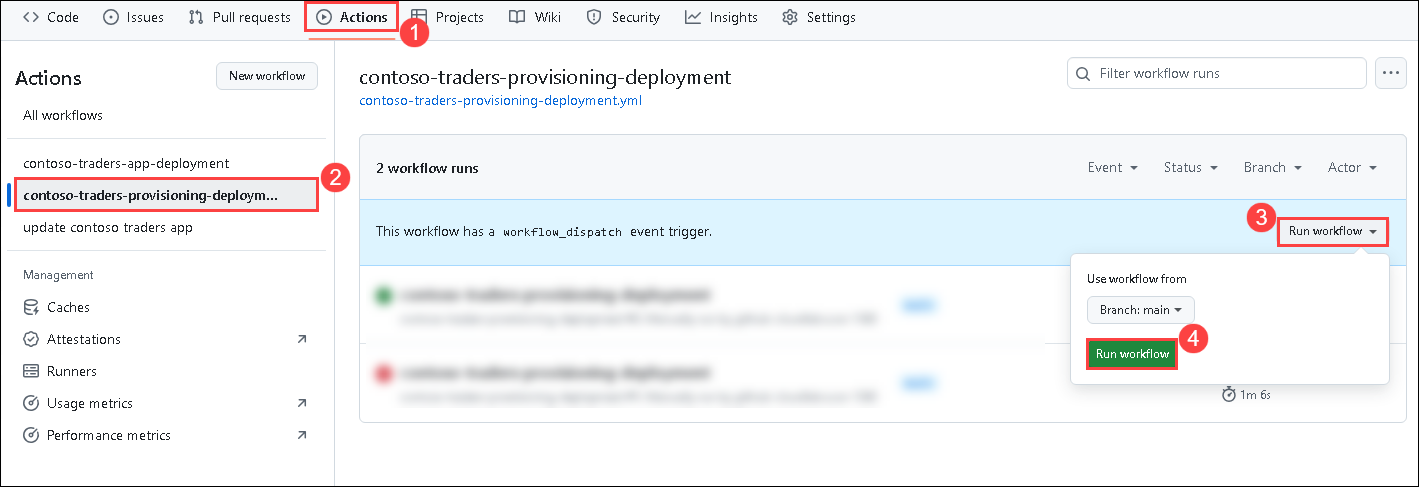 Code Issues Pull requests Actions Projects Wiki Security Insights Settings
1
Actions New workflow
All workflows
contoso-traders-app-deployment
contoso-traders-provisioning-deploym...
2
update contoso traders app
Management
Caches
Attestations
Runners
Usage metrics
Performance metrics
contoso-traders-provisioning-deployment
contoso-traders-provisioning-deployment.yml
Filter workflow runs
2 workflow runs Event Status Branch Actor
This workflow has a workflow_dispatch event trigger.
3
Run workflow
Use workflow from
Branch: main
Run workflow
4
1m 6s